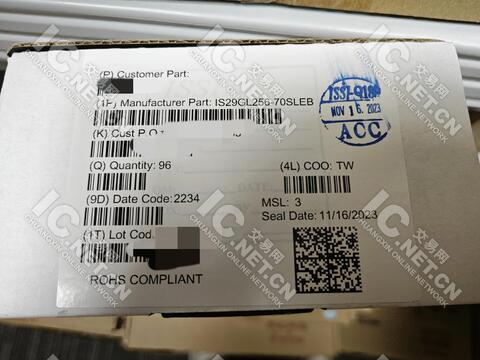 (P) Customer Part:
(1P) Manufacturer Part: IS29GL256-70SLEB
(K) Cust P.O
(Q) Quantity: 96
(4L) COO: TW
(9D) Date Code: 2234
MSL: 3
Seal Date: 11/16/2023
(1T) Lot Cod
ROHS COMPLIANT
NOV 16 2023
ACC
IC交易网
IC.NET.CN
CHUANGXIN ONLINE NETWORK